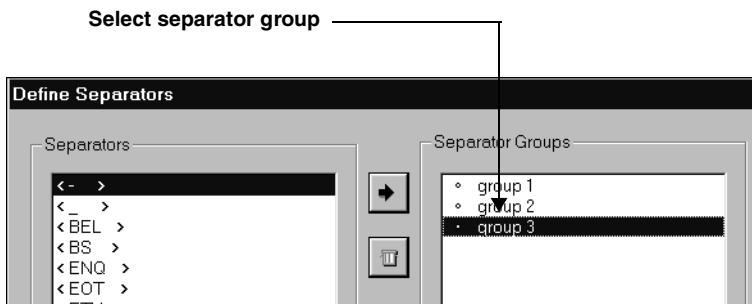 Select separator group
Define Separators
Separators
Separator Groups
< - >
< _ >
< BEL >
< BS >
< ENQ >
< EOT >
group 1
group 2
group 3